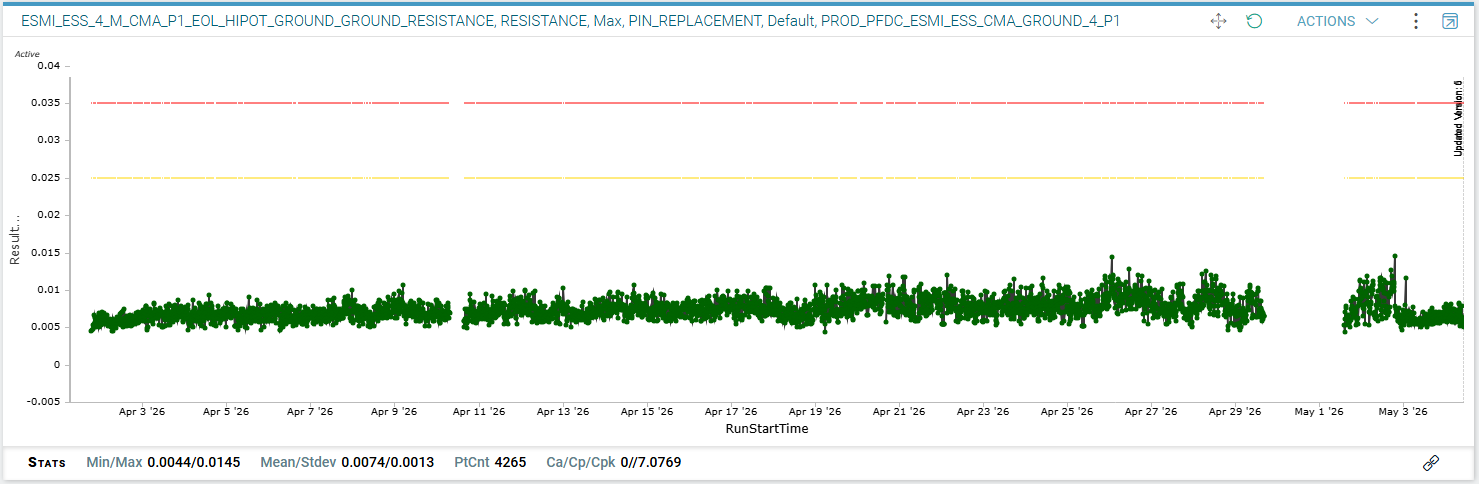 ESMI_ESS_4_M_CMA_P1_EOL_HIPOT_GROUND_GROUND_RESISTANCE, RESISTANCE, Max, PIN_REPLACEMENT, Default, PROD_PFDC_ESMI_ESS_CMA_GROUND_4_P1
ACTIONS
Active
0.04
0.035
0.03
0.025
0.02
0.015
0.01
0.005
0
-0.005
Result...
Updated Version: 6
Apr 3 '26 Apr 5 '26 Apr 7 '26 Apr 9 '26 Apr 11 '26 Apr 13 '26 Apr 15 '26 Apr 17 '26 Apr 19 '26 Apr 21 '26 Apr 23 '26 Apr 25 '26 Apr 27 '26 Apr 29 '26 May 1 '26 May 3 '26
RunStartTime
STATS Min/Max 0.0044/0.0145 Mean/Stdev 0.0074/0.0013 PtCnt 4265 Ca/Cp/Cpk 0//7.0769